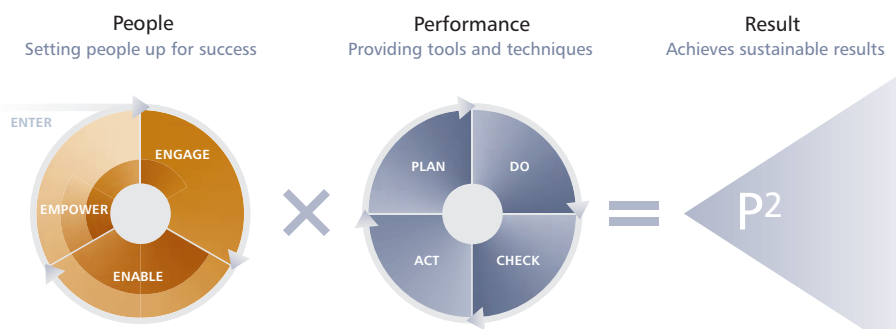 People
Setting people up for success
Performance
Providing tools and techniques
Result
Achieves sustainable results
ENTER
ENGAGE
EMPOWER
ENABLE
PLAN
DO
ACT
CHECK
P²